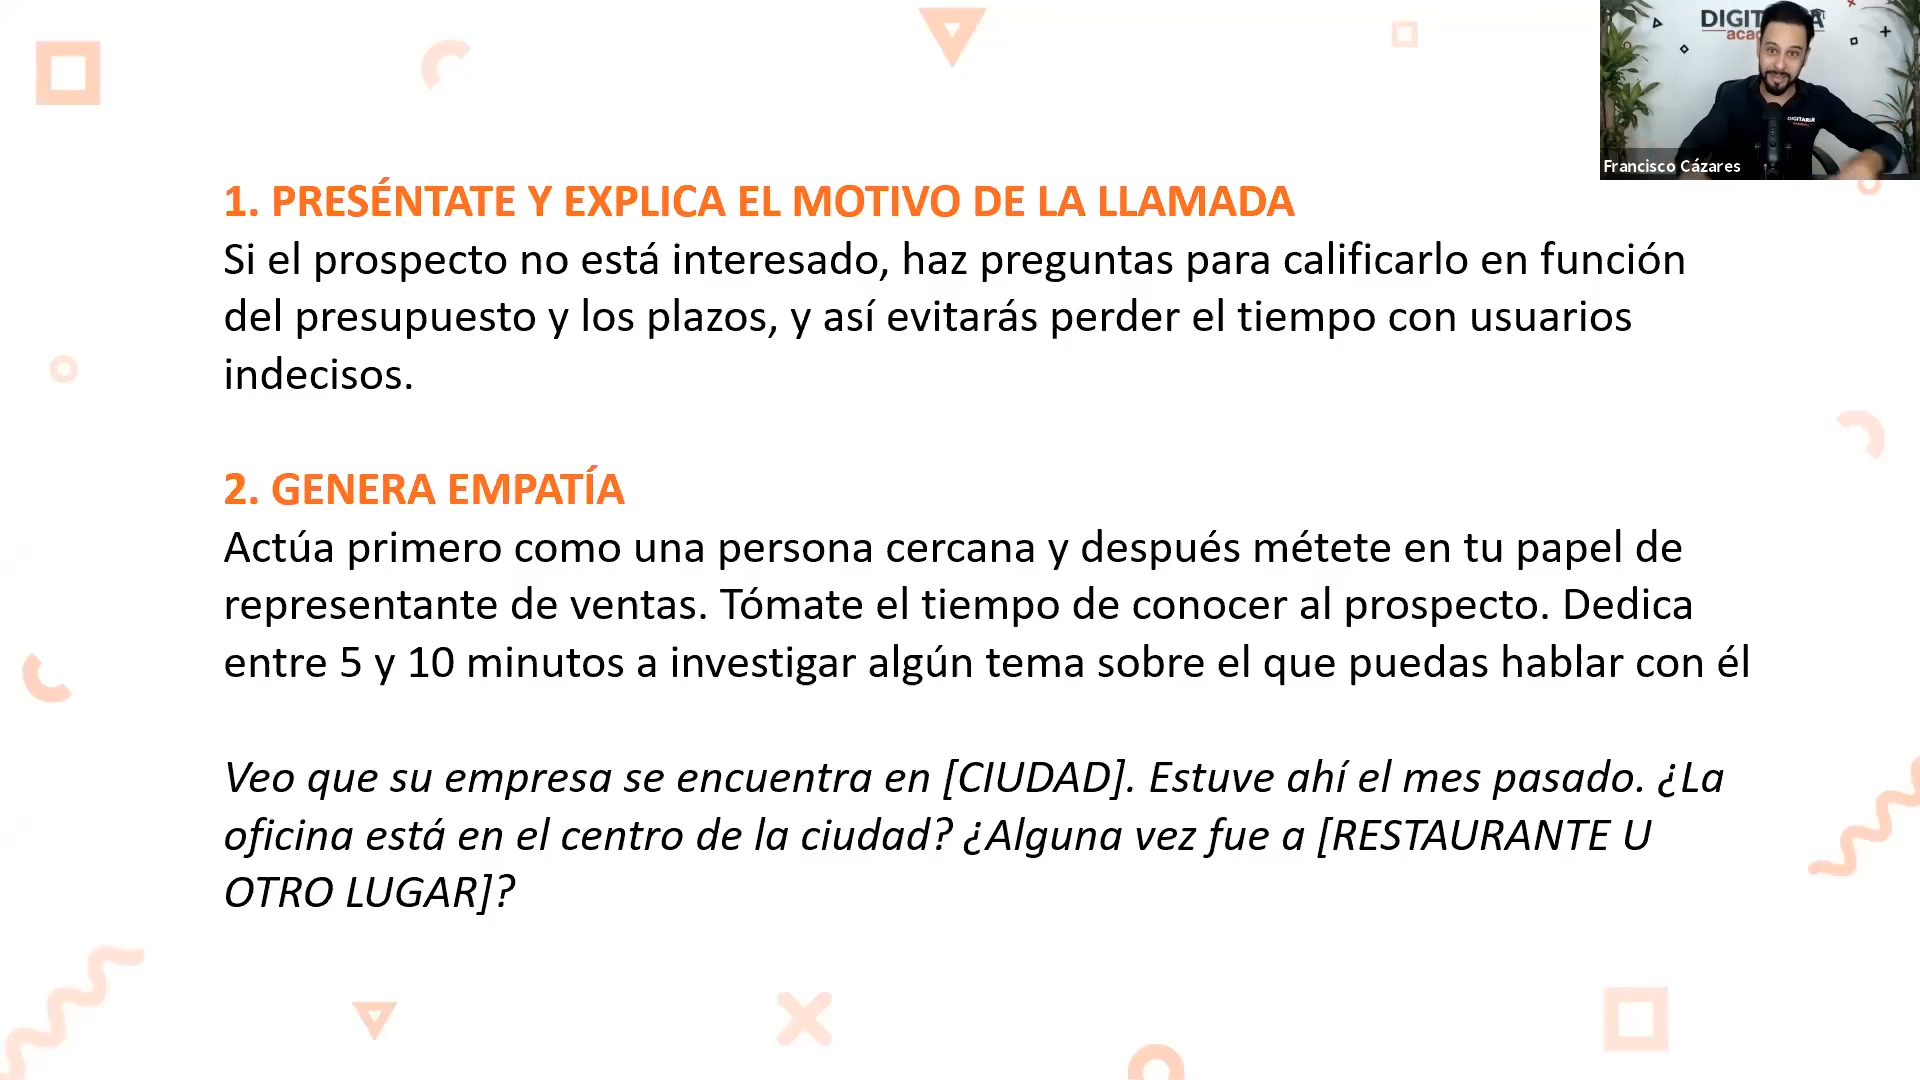 1. PRESÉNTATE Y EXPLICA EL MOTIVO DE LA LLAMADA
Si el prospecto no está interesado, haz preguntas para calificarlo en función
del presupuesto y los plazos, y así evitarás perder el tiempo con usuarios
indecisos.
2. GENERA EMPATÍA
Actúa primero como una persona cercana y después métete en tu papel de
representante de ventas. Tómate el tiempo de conocer al prospecto. Dedica
entre 5 y 10 minutos a investigar algún tema sobre el que puedas hablar con él
Veo que su empresa se encuentra en [CIUDAD]. Estuve ahí el mes pasado. ¿La
oficina está en el centro de la ciudad? ¿Alguna vez fue a [RESTAURANTE U
OTRO LUGAR]?
DIGITARIA
Francisco Cázares